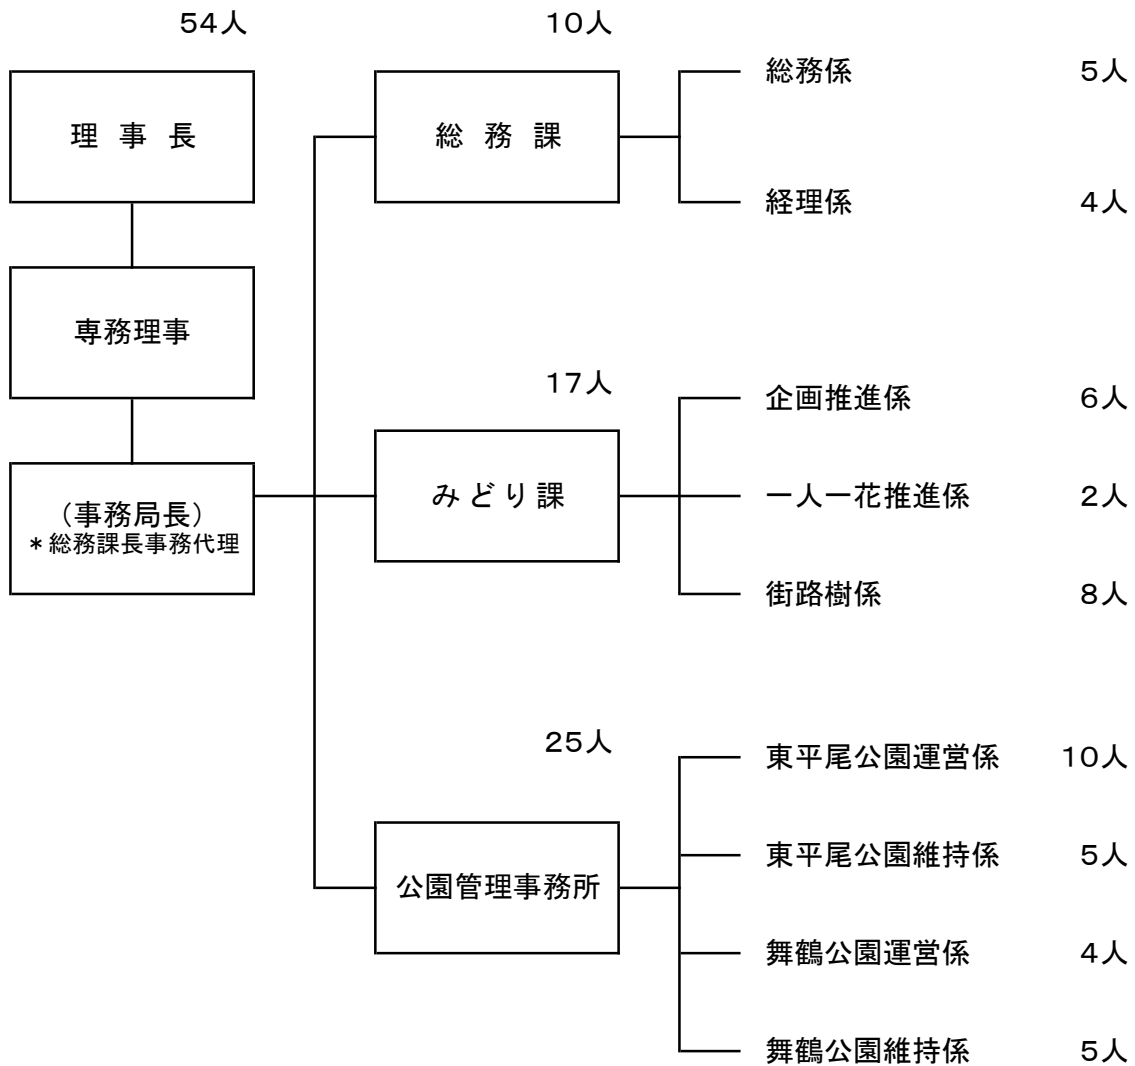 54人
理 事 長
専務理事
(事務局長)
*総務課長事務代理
10人
総 務 課
総務係 5人
経理係 4人
17人
みどり課
企画推進係 6人
一人一花推進係 2人
街路樹係 8人
25人
公園管理事務所
東平尾公園運営係 10人
東平尾公園維持係 5人
舞鶴公園運営係 4人
舞鶴公園維持係 5人